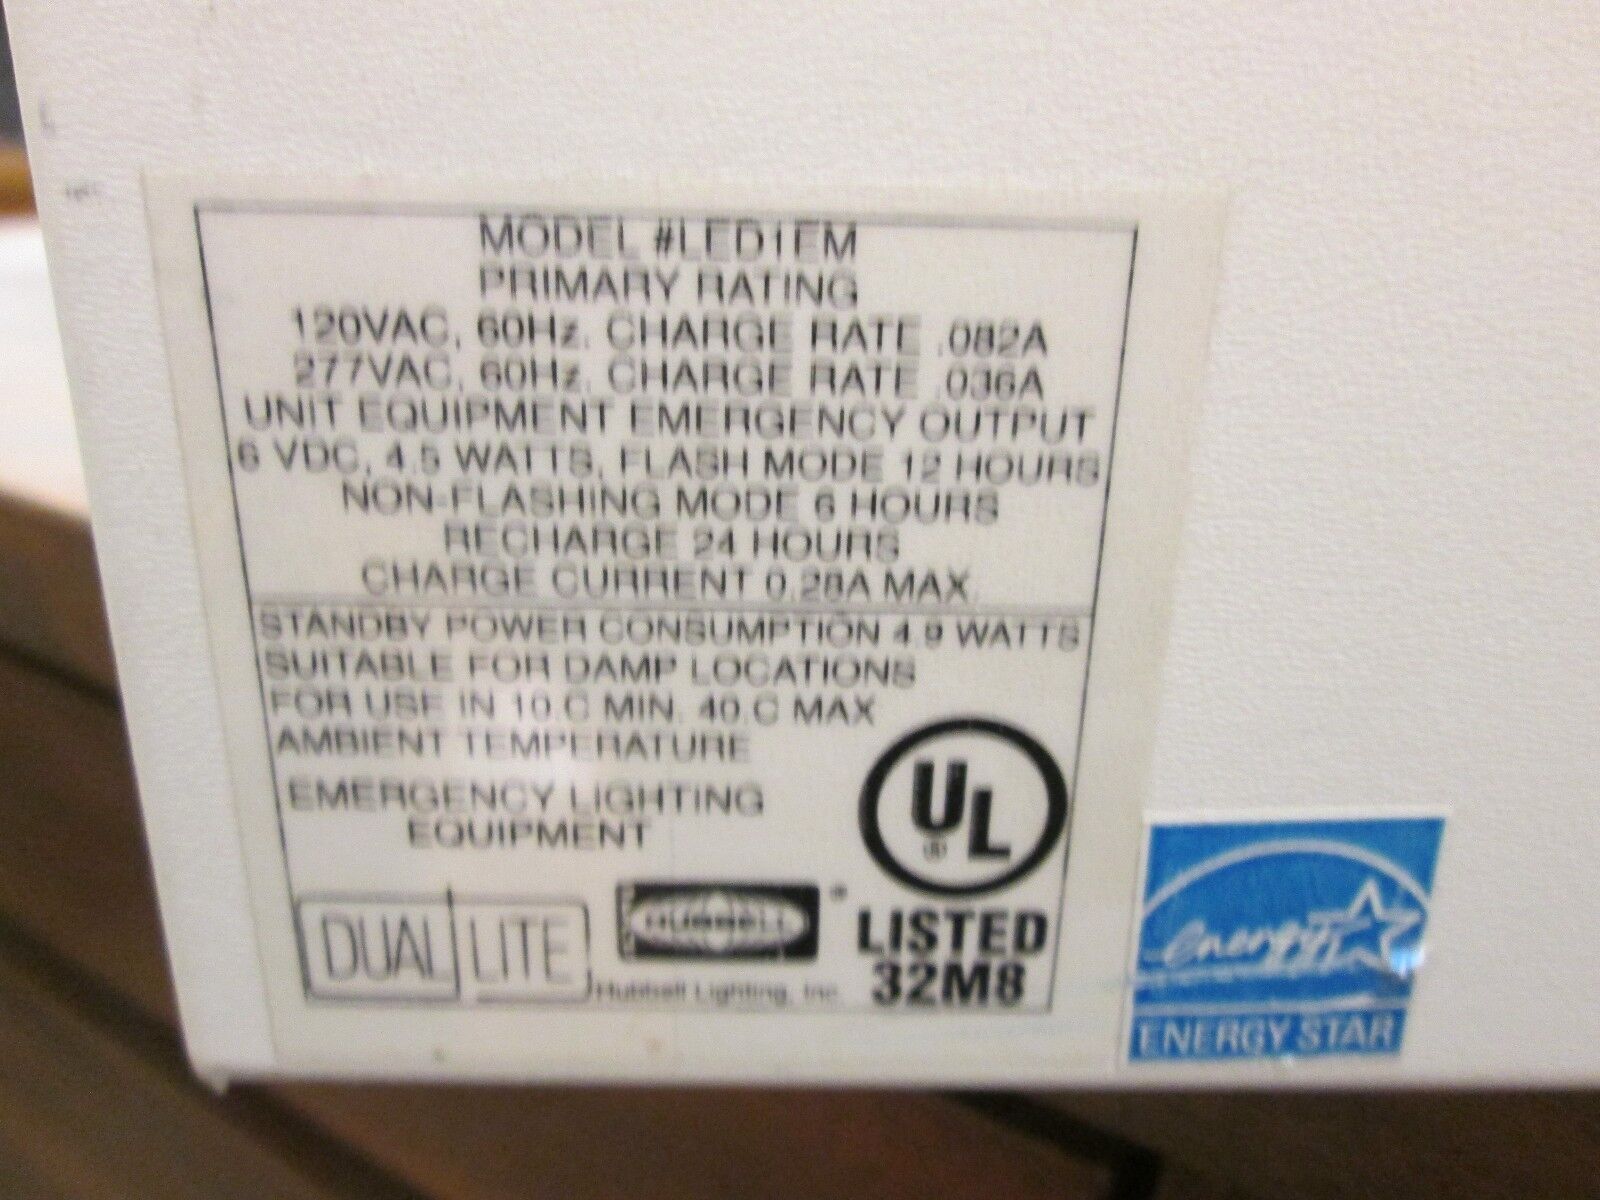 MODEL #LED1EM
PRIMARY RATING
120VAC, 60Hz. CHARGE RATE .082A
277VAC, 60Hz. CHARGE RATE .036A
UNIT EQUIPMENT EMERGENCY OUTPUT
6 VDC, 4.5 WATTS, FLASH MODE 12 HOURS
NON-FLASHING MODE 6 HOURS
RECHARGE 24 HOURS
CHARGE CURRENT 0.28A MAX.
STANDBY POWER CONSUMPTION 4.9 WATTS
SUITABLE FOR DAMP LOCATIONS
FOR USE IN 10.C MIN. 40.C MAX
AMBIENT TEMPERATURE
EMERGENCY LIGHTING
EQUIPMENT
UL
®
LISTED
32M8
DUAL LITE
HUBBELL ®
Hubbell Lighting, Inc.
energy
ENERGY STAR